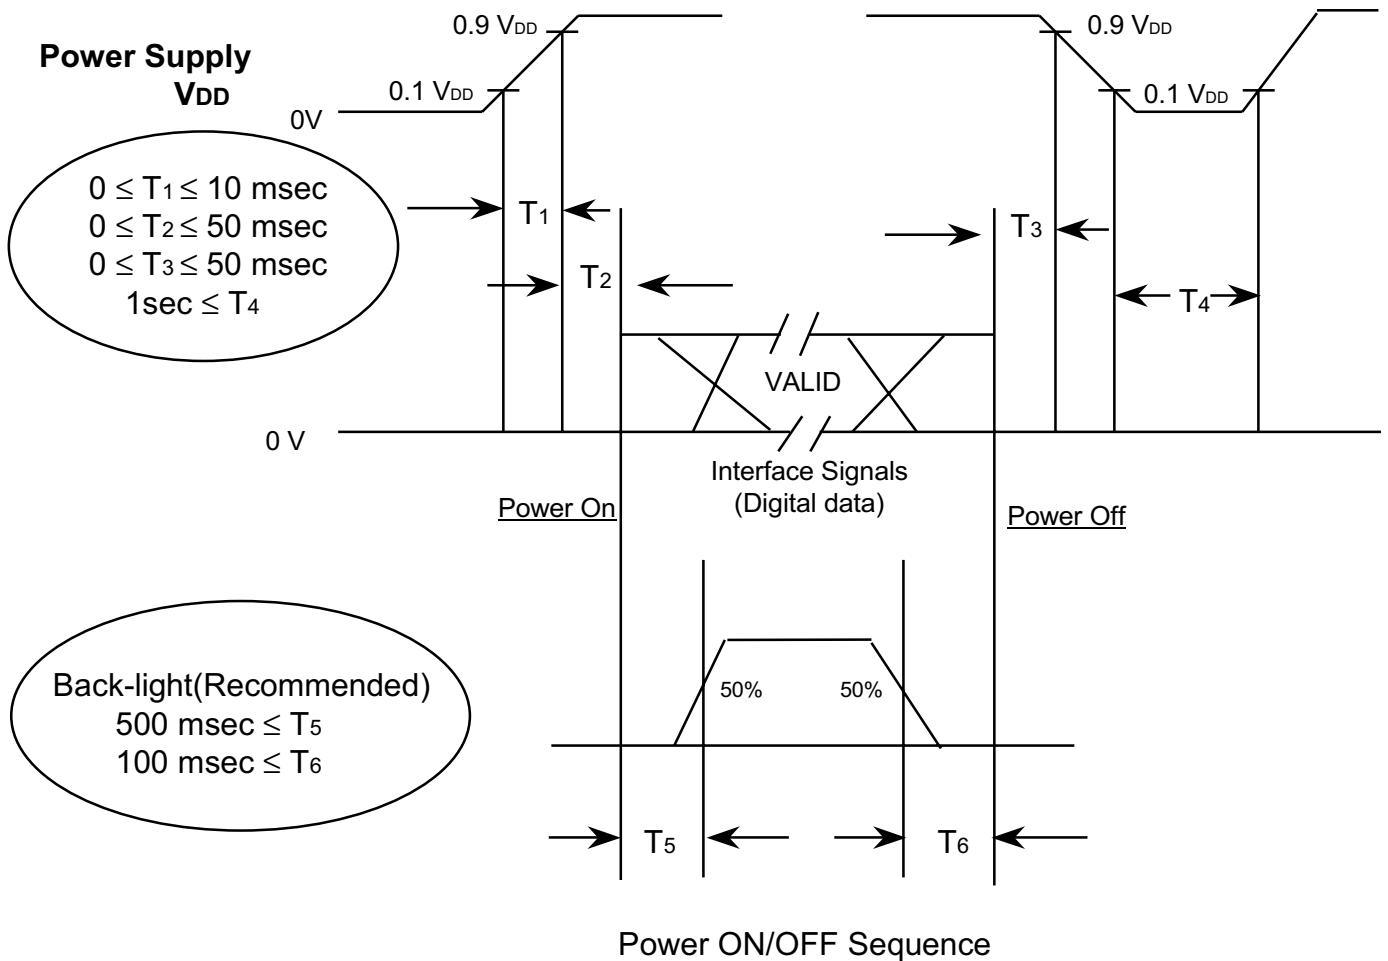 0.9 VDD
0.9 VDD
Power Supply
VDD
0.1 VDD
0.1 VDD
0V
0 ≤ T1 ≤ 10 msec
0 ≤ T2 ≤ 50 msec
0 ≤ T3 ≤ 50 msec
1sec ≤ T4
T1
T3
T2
T4
VALID
0 V
Interface Signals
(Digital data)
Power On
Power Off
Back-light(Recommended)
500 msec ≤ T5
100 msec ≤ T6
50%
50%
T5
T6
Power ON/OFF Sequence